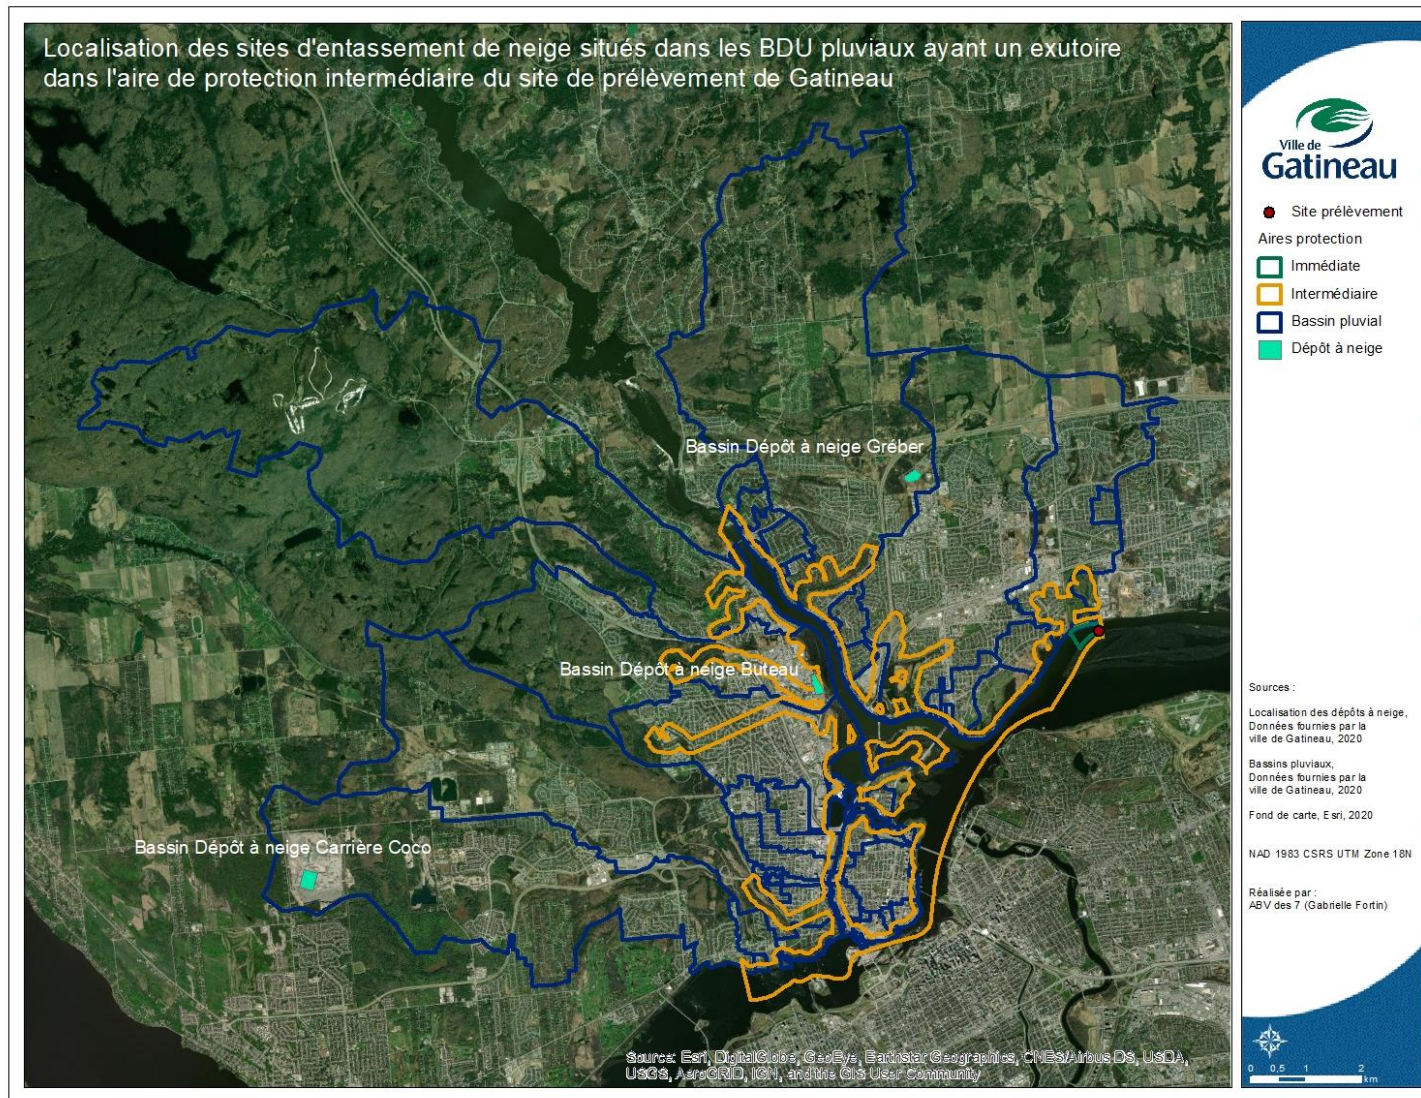 Localisation des sites d'entassement de neige situés dans les BDU pluviaux ayant un exutoire
dans l'aire de protection intermédiaire du site de prélèvement de Gatineau
Bassin Dépôt à neige Gréber
Bassin Dépôt à neige Buteau
Bassin Dépôt à neige Carrière Coco
Source: Esri, DigitalGlobe, GeoEye, Earthstar Geographics, CNES/Airbus DS, USDA,
USGS, AeroGRID, IGN, and the GIS User Community
Ville de
Gatineau
Site prélèvement
Aires protection
Immédiate
Intermédiaire
Bassin pluvial
Dépôt à neige
Sources :
Localisation des dépôts à neige,
Données fournies par la
ville de Gatineau, 2020
Bassins pluviaux,
Données fournies par la
ville de Gatineau, 2020
Fond de carte, Esri, 2020
NAD 1983 CSRS UTM Zone 18N
Réalisée par :
ABV des 7 (Gabrielle Fortin)
0 0,5 1 2
km